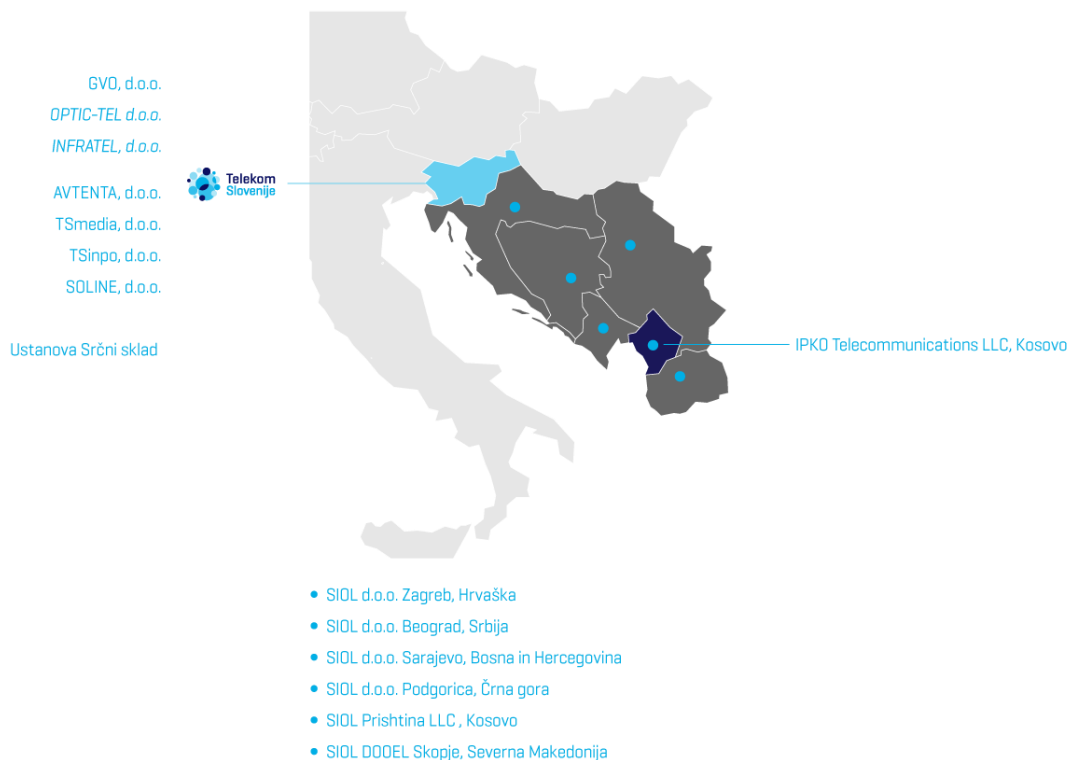 GVO, d.o.o.
OPTIC-TEL d.o.o.
INFRATEL, d.o.o.
Telekom
Slovenije
AVTENTA, d.o.o.
TSmedia, d.o.o.
TSinpo, d.o.o.
SOLINE, d.o.o.
Ustanova Srčni sklad
IPKO Telecommunications LLC, Kosovo
• SIOL d.o.o. Zagreb, Hrvaška
• SIOL d.o.o. Beograd, Srbija
• SIOL d.o.o. Sarajevo, Bosna in Hercegovina
• SIOL d.o.o. Podgorica, Črna gora
• SIOL Prishtina LLC , Kosovo
• SIOL DOOEL Skopje, Severna Makedonija